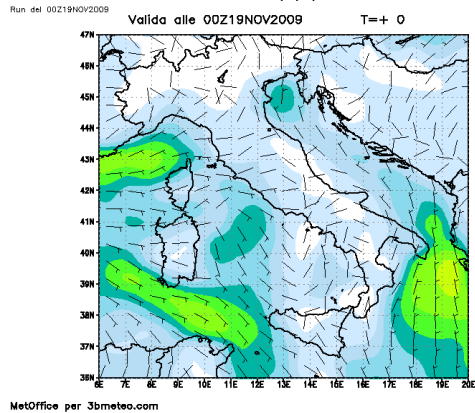 Run del 00Z19NOV2009
Valida alle 00Z19NOV2009 T=+ 0
47N
46N
45N
44N
43N
42N
41N
40N
39N
38N
37N
36N
6E 7E 8E 9E 10E 11E 12E 13E 14E 15E 16E 17E 18E 19E 20E
MetOffice per 3bmeteo.com